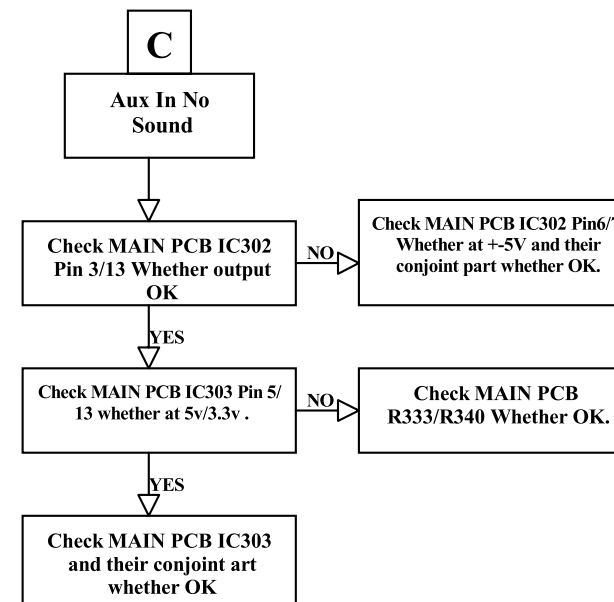 C
Aux In No
Sound
Check MAIN PCB IC302
Pin 3/13 Whether output
OK
NO
Check MAIN PCB IC302 Pin6/
Whether at +-5V and their
conjoint part whether OK.
YES
Check MAIN PCB IC303 Pin 5/
13 whether at 5v/3.3v .
NO
Check MAIN PCB
R333/R340 Whether OK.
YES
Check MAIN PCB IC303
and their conjoint art
whether OK